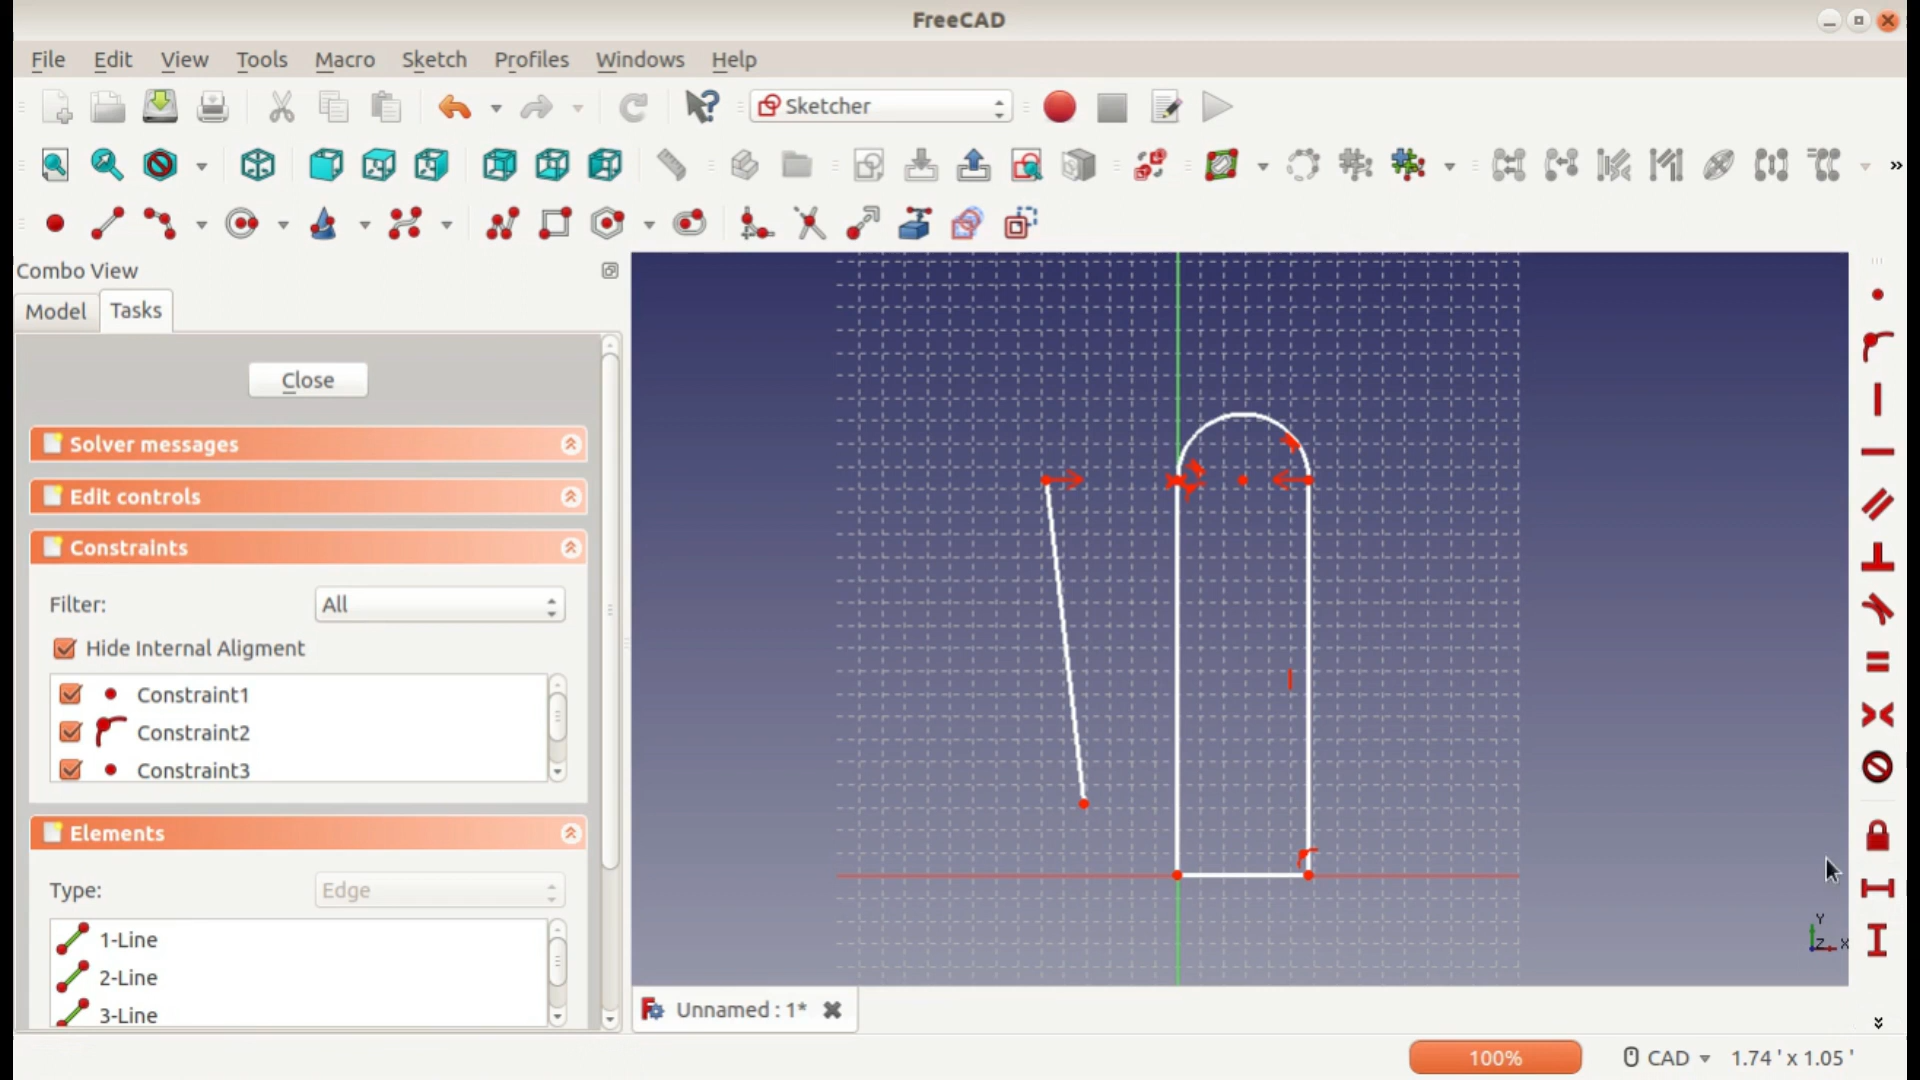 FreeCAD
File Edit View Tools Macro Sketch Profiles Windows Help
Sketcher
Combo View
Model Tasks
Close
Solver messages
Edit controls
Constraints
Filter: All
Hide Internal Aligment
Constraint1
Constraint2
Constraint3
Elements
Type: Edge
1-Line
2-Line
3-Line
Y
Z X
Unnamed : 1*
100% CAD 1.74 ' x 1.05 '